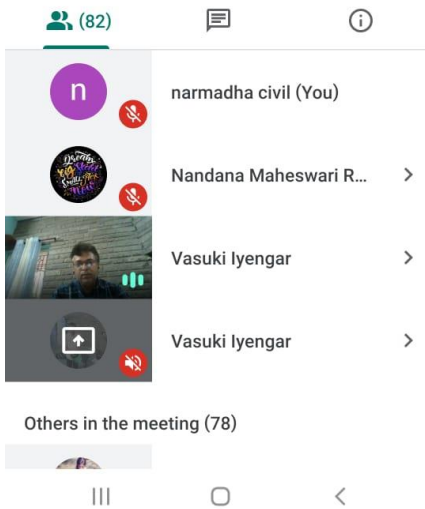 (82)
n
narmadha civil (You)
Nandana Maheswari R...
Vasuki Iyengar
Vasuki Iyengar
Others in the meeting (78)